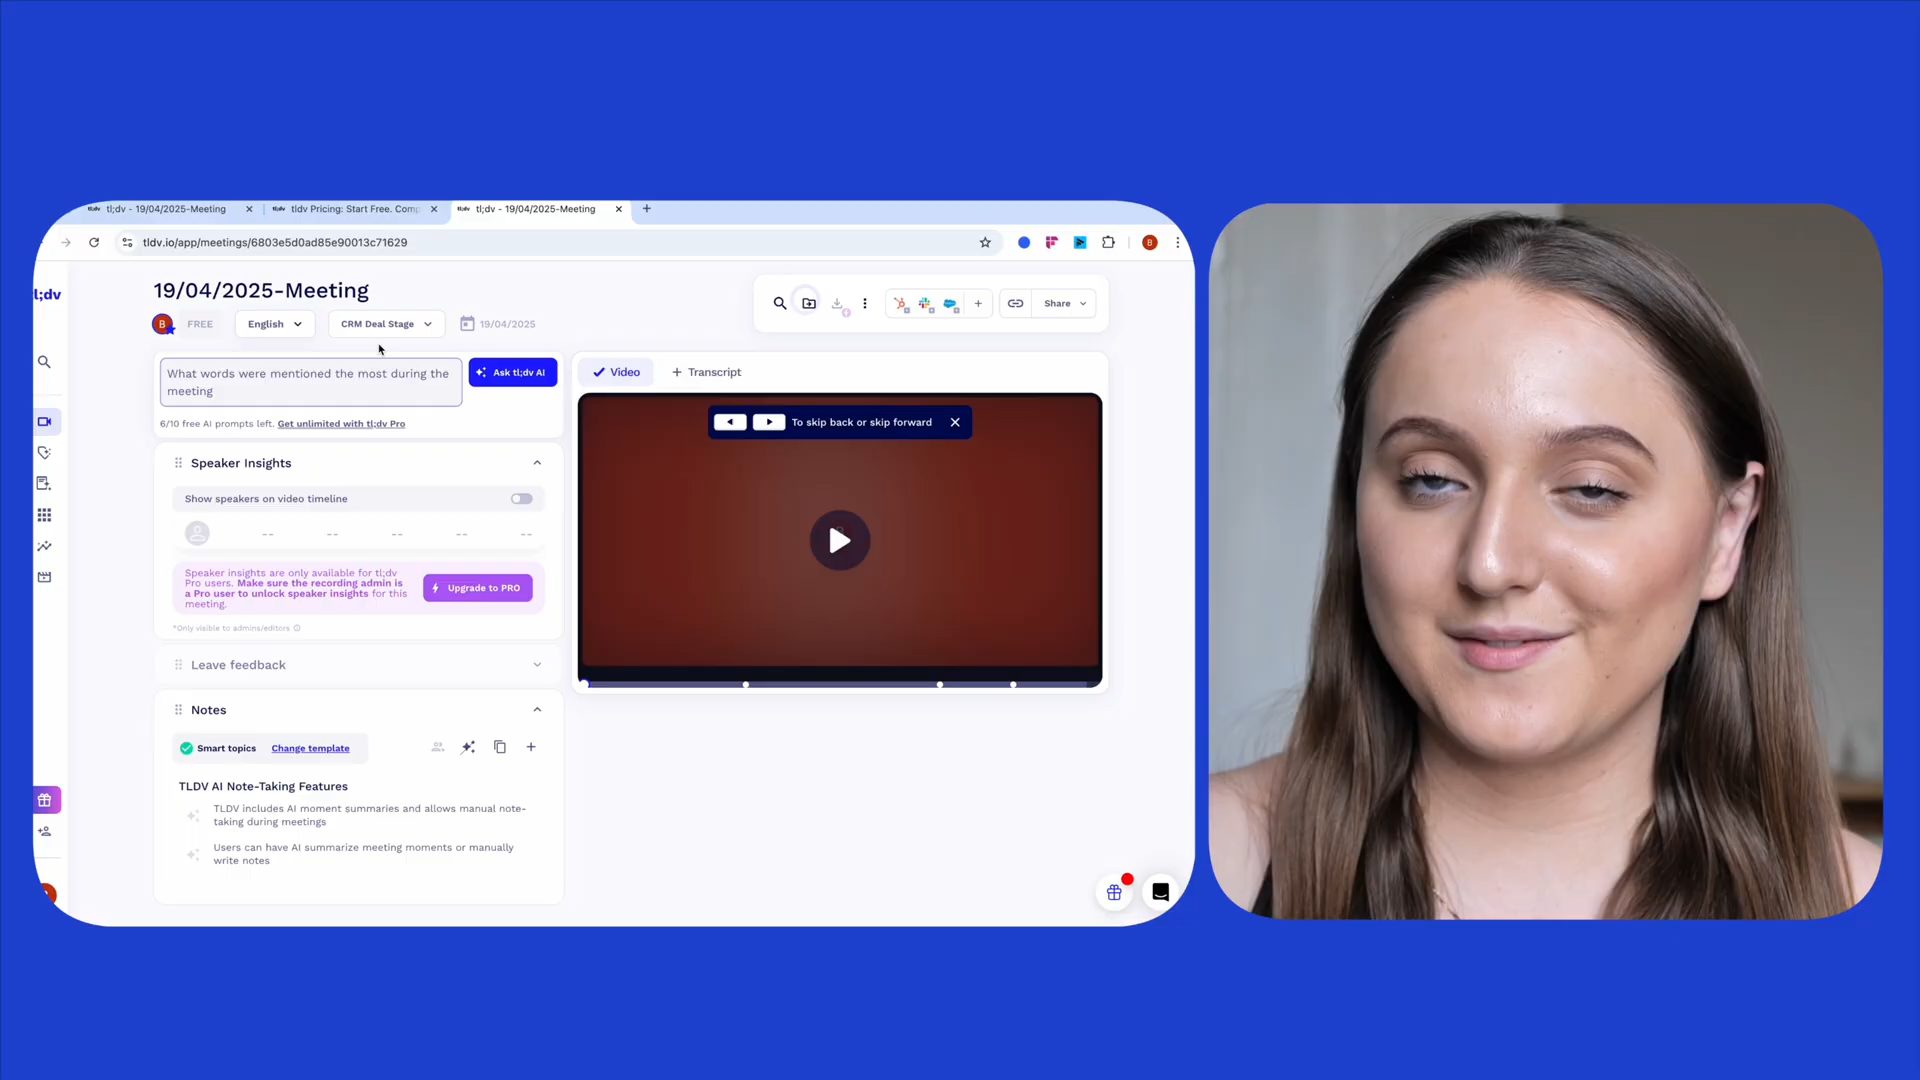 tl;dv - 19/04/2025-Meeting
tldv Pricing: Start Free. Comp
tl;dv - 19/04/2025-Meeting
tldv.io/app/meetings/6803e5d0ad85e90013c71629
B
tl;dv
19/04/2025-Meeting
B FREE English CRM Deal Stage 19/04/2025
Share
What words were mentioned the most during the
meeting
Ask tl;dv AI
6/10 free AI prompts left. Get unlimited with tl;dv Pro
Video
Transcript
To skip back or skip forward
Speaker Insights
Show speakers on video timeline
-- -- -- -- --
Speaker insights are only available for tl;dv
Pro users. Make sure the recording admin is
a Pro user to unlock speaker insights for this
meeting.
Upgrade to PRO
*Only visible to admins/editors
Leave feedback
Notes
Smart topics Change template
TLDV AI Note-Taking Features
TLDV includes AI moment summaries and allows manual note-
taking during meetings
Users can have AI summarize meeting moments or manually
write notes